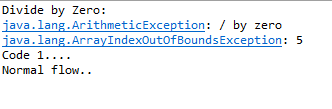 Divide by Zero:
java.lang.ArithmeticException: / by zero
java.lang.ArrayIndexOutOfBoundsException: 5
Code 1....
Normal flow..